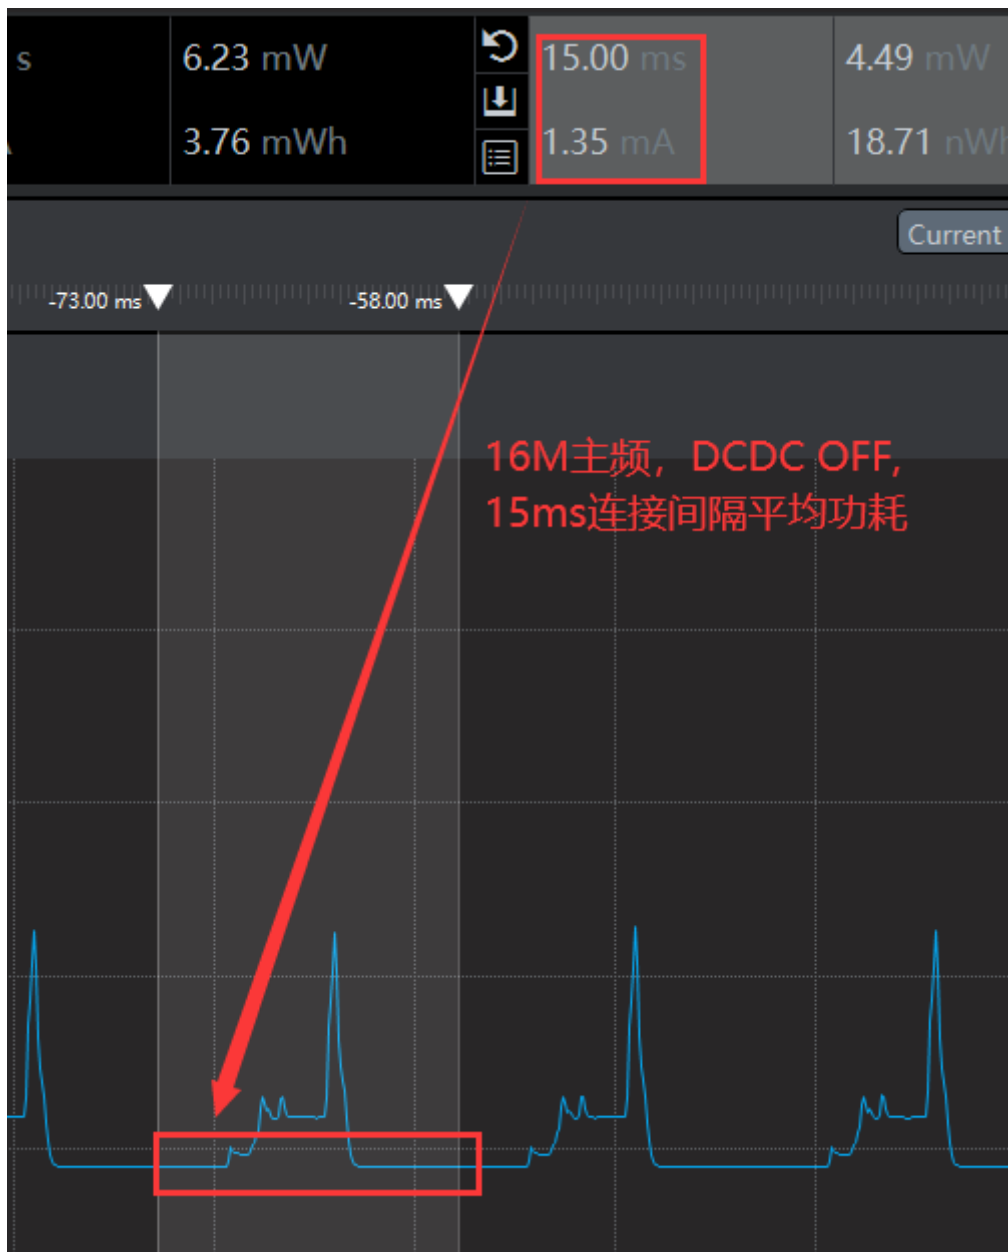 s
6.23 mW
15.00 ms
4.49 mW
3.76 mWh
1.35 mA
18.71 nWh
Current
-73.00 ms
-58.00 ms
16M主频，DCDC OFF,
15ms连接间隔平均功耗